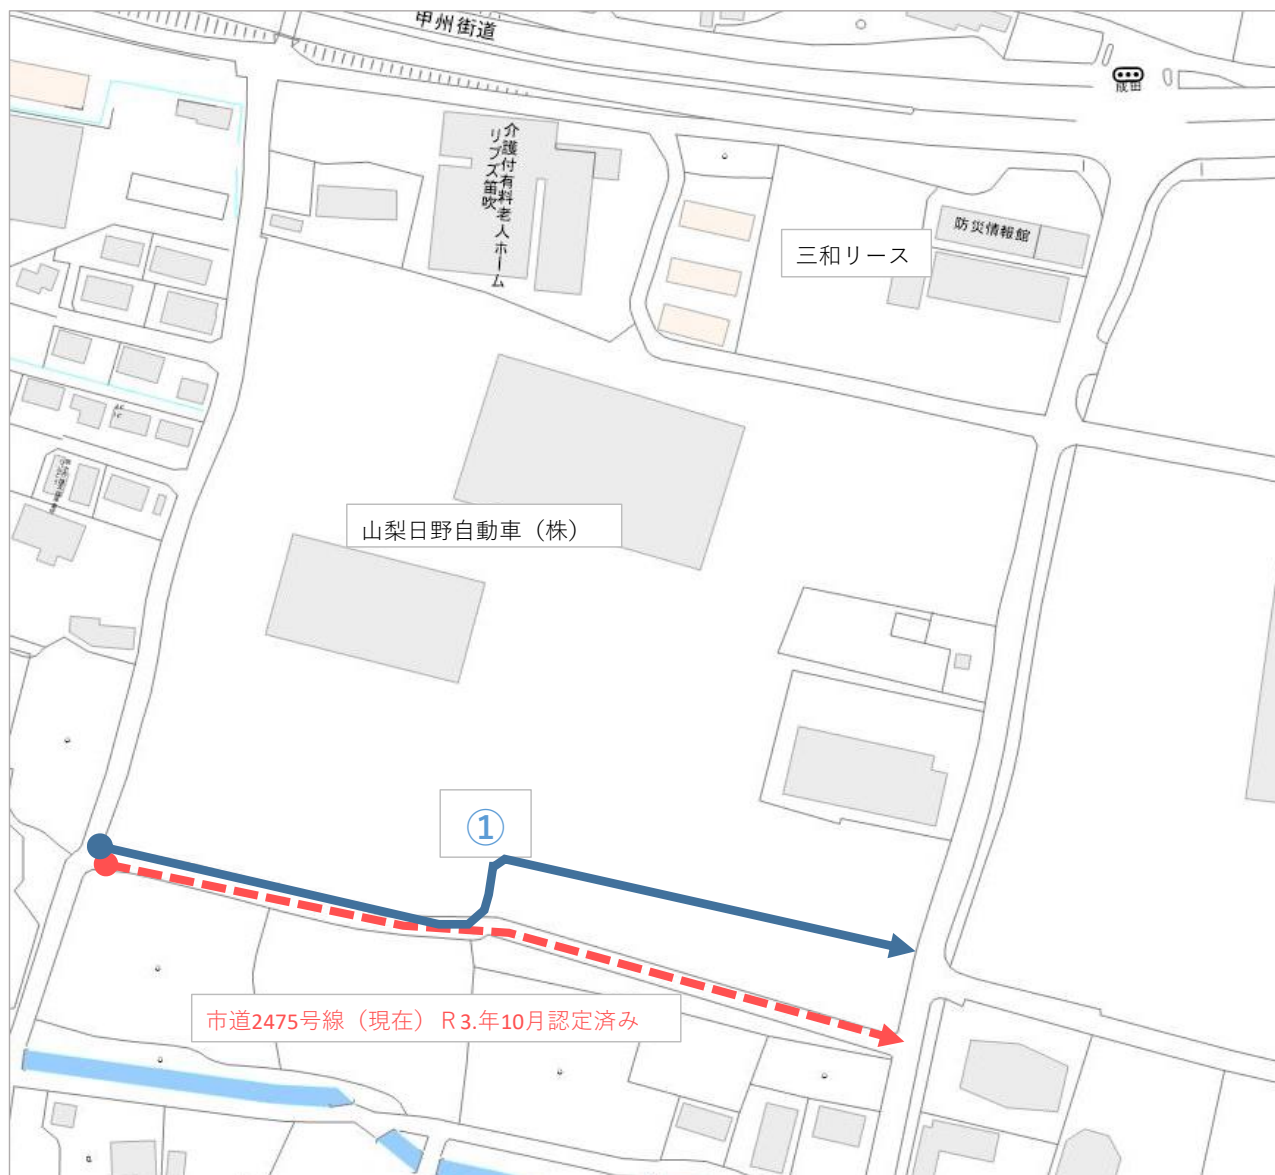 甲州街道
成田
介護付有料老人ホーム
リブズ笛吹
防災情報館
三和リース
山梨日野自動車（株）
①
市道2475号線（現在）Ｒ3.年10月認定済み